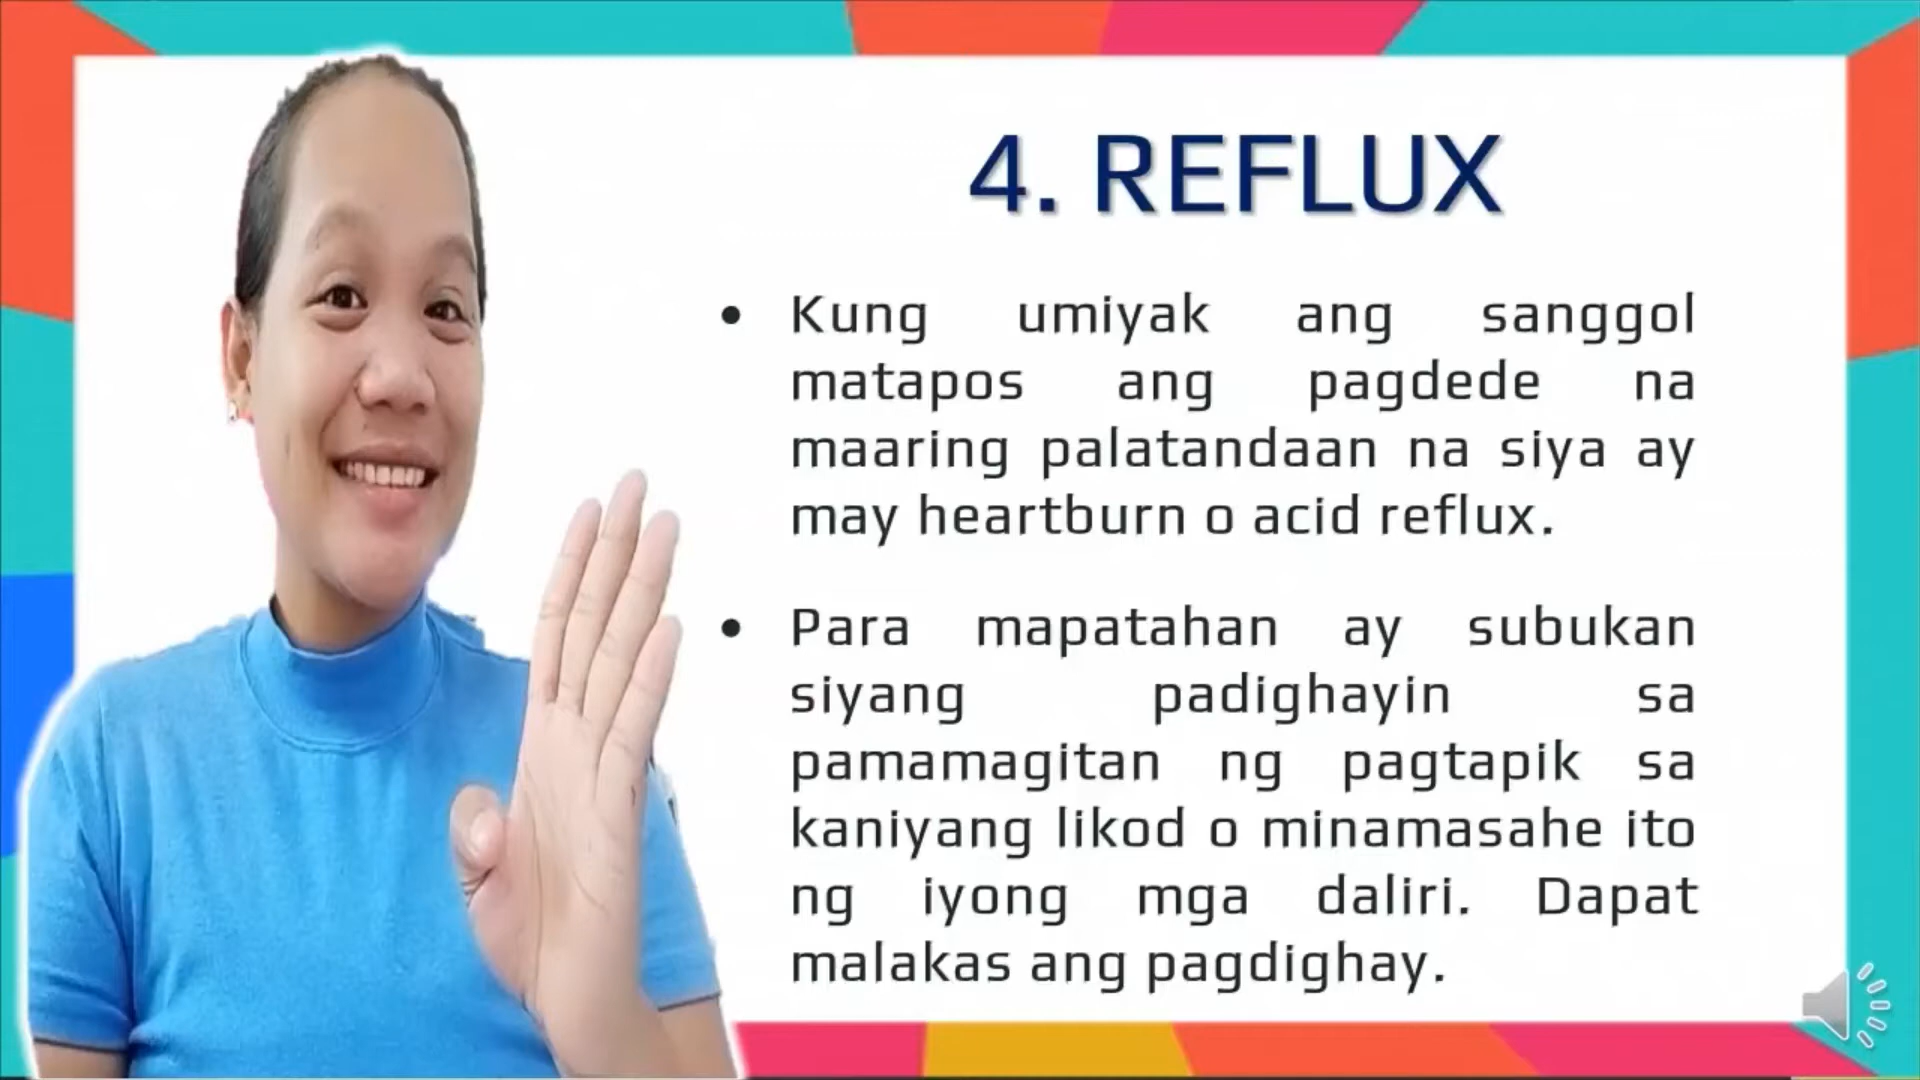 4. REFLUX
• Kung umiyak ang sanggol
matapos ang pagdede na
maaring palatandaan na siya ay
may heartburn o acid reflux.
• Para mapatahan ay subukan
siyang padighayin sa
pamamagitan ng pagtapik sa
kaniyang likod o minamasahe ito
ng iyong mga daliri. Dapat
malakas ang pagdighay.